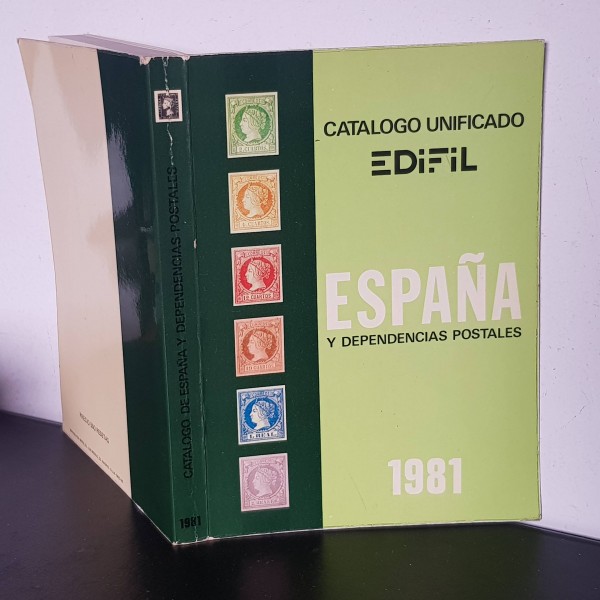 CATALOGO UNIFICADO
EDIFIL
ESPAÑA
Y DEPENDENCIAS POSTALES
1981
CATALOGO DE ESPAÑA Y DEPENDENCIAS POSTALES
1981